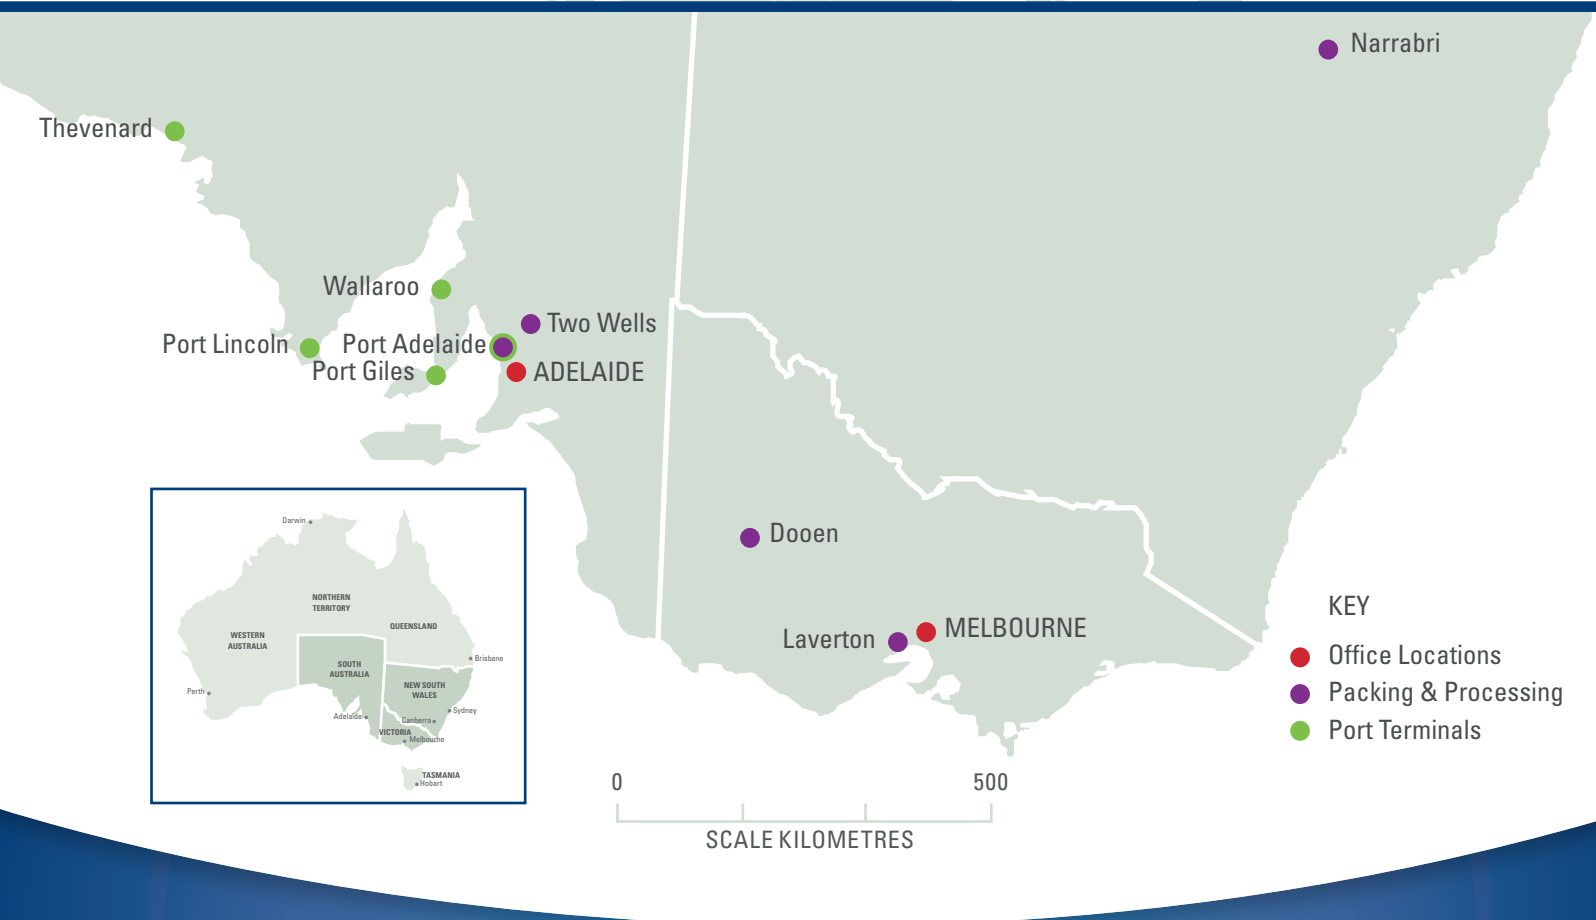 Narrabri
Thevenard
Wallaroo
Two Wells
Port Lincoln
Port Adelaide
Port Giles
ADELAIDE
Dooen
Laverton
MELBOURNE
Darwin
NORTHERN
TERRITORY
QUEENSLAND
WESTERN
AUSTRALIA
SOUTH
AUSTRALIA
Brisbane
NEW SOUTH
WALES
Perth
Adelaide
Canberra
Sydney
VICTORIA
Melbourne
TASMANIA
Hobart
KEY
Office Locations
Packing & Processing
Port Terminals
0
500
SCALE KILOMETRES